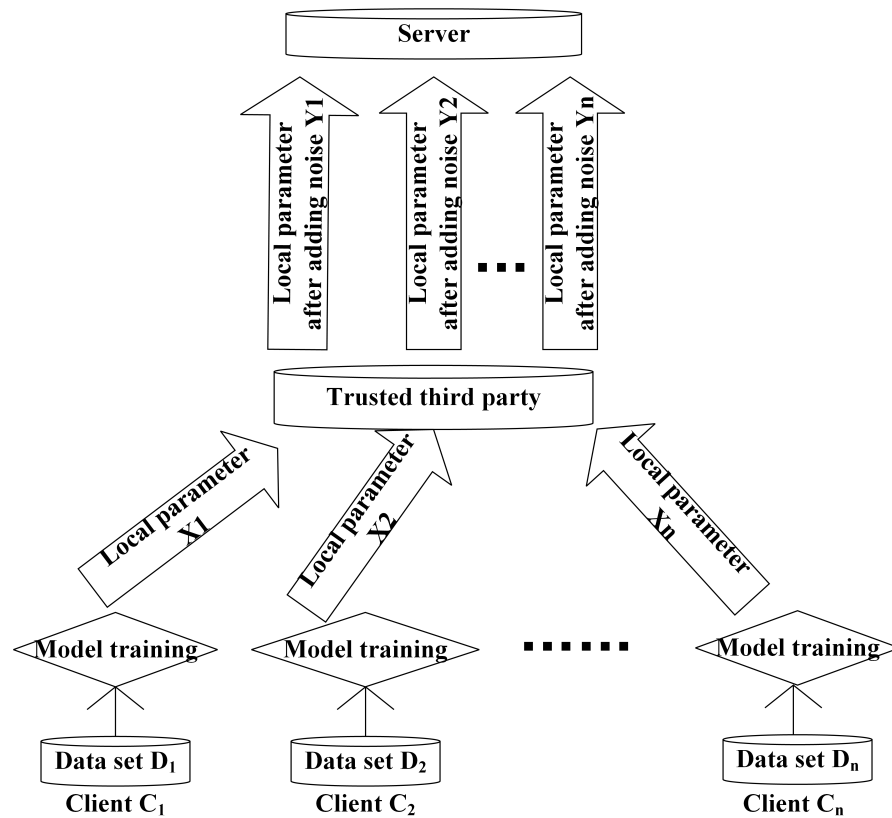 Server
Local parameter
after adding noise Y1
Local parameter
after adding noise Y2
Local parameter
after adding noise Yn
Trusted third party
Local parameter
X1
Local parameter
X2
Local parameter
Xn
Model training
Model training
Model training
Data set D₁
Data set D₂
Data set Dₙ
Client C₁
Client C₂
Client Cₙ